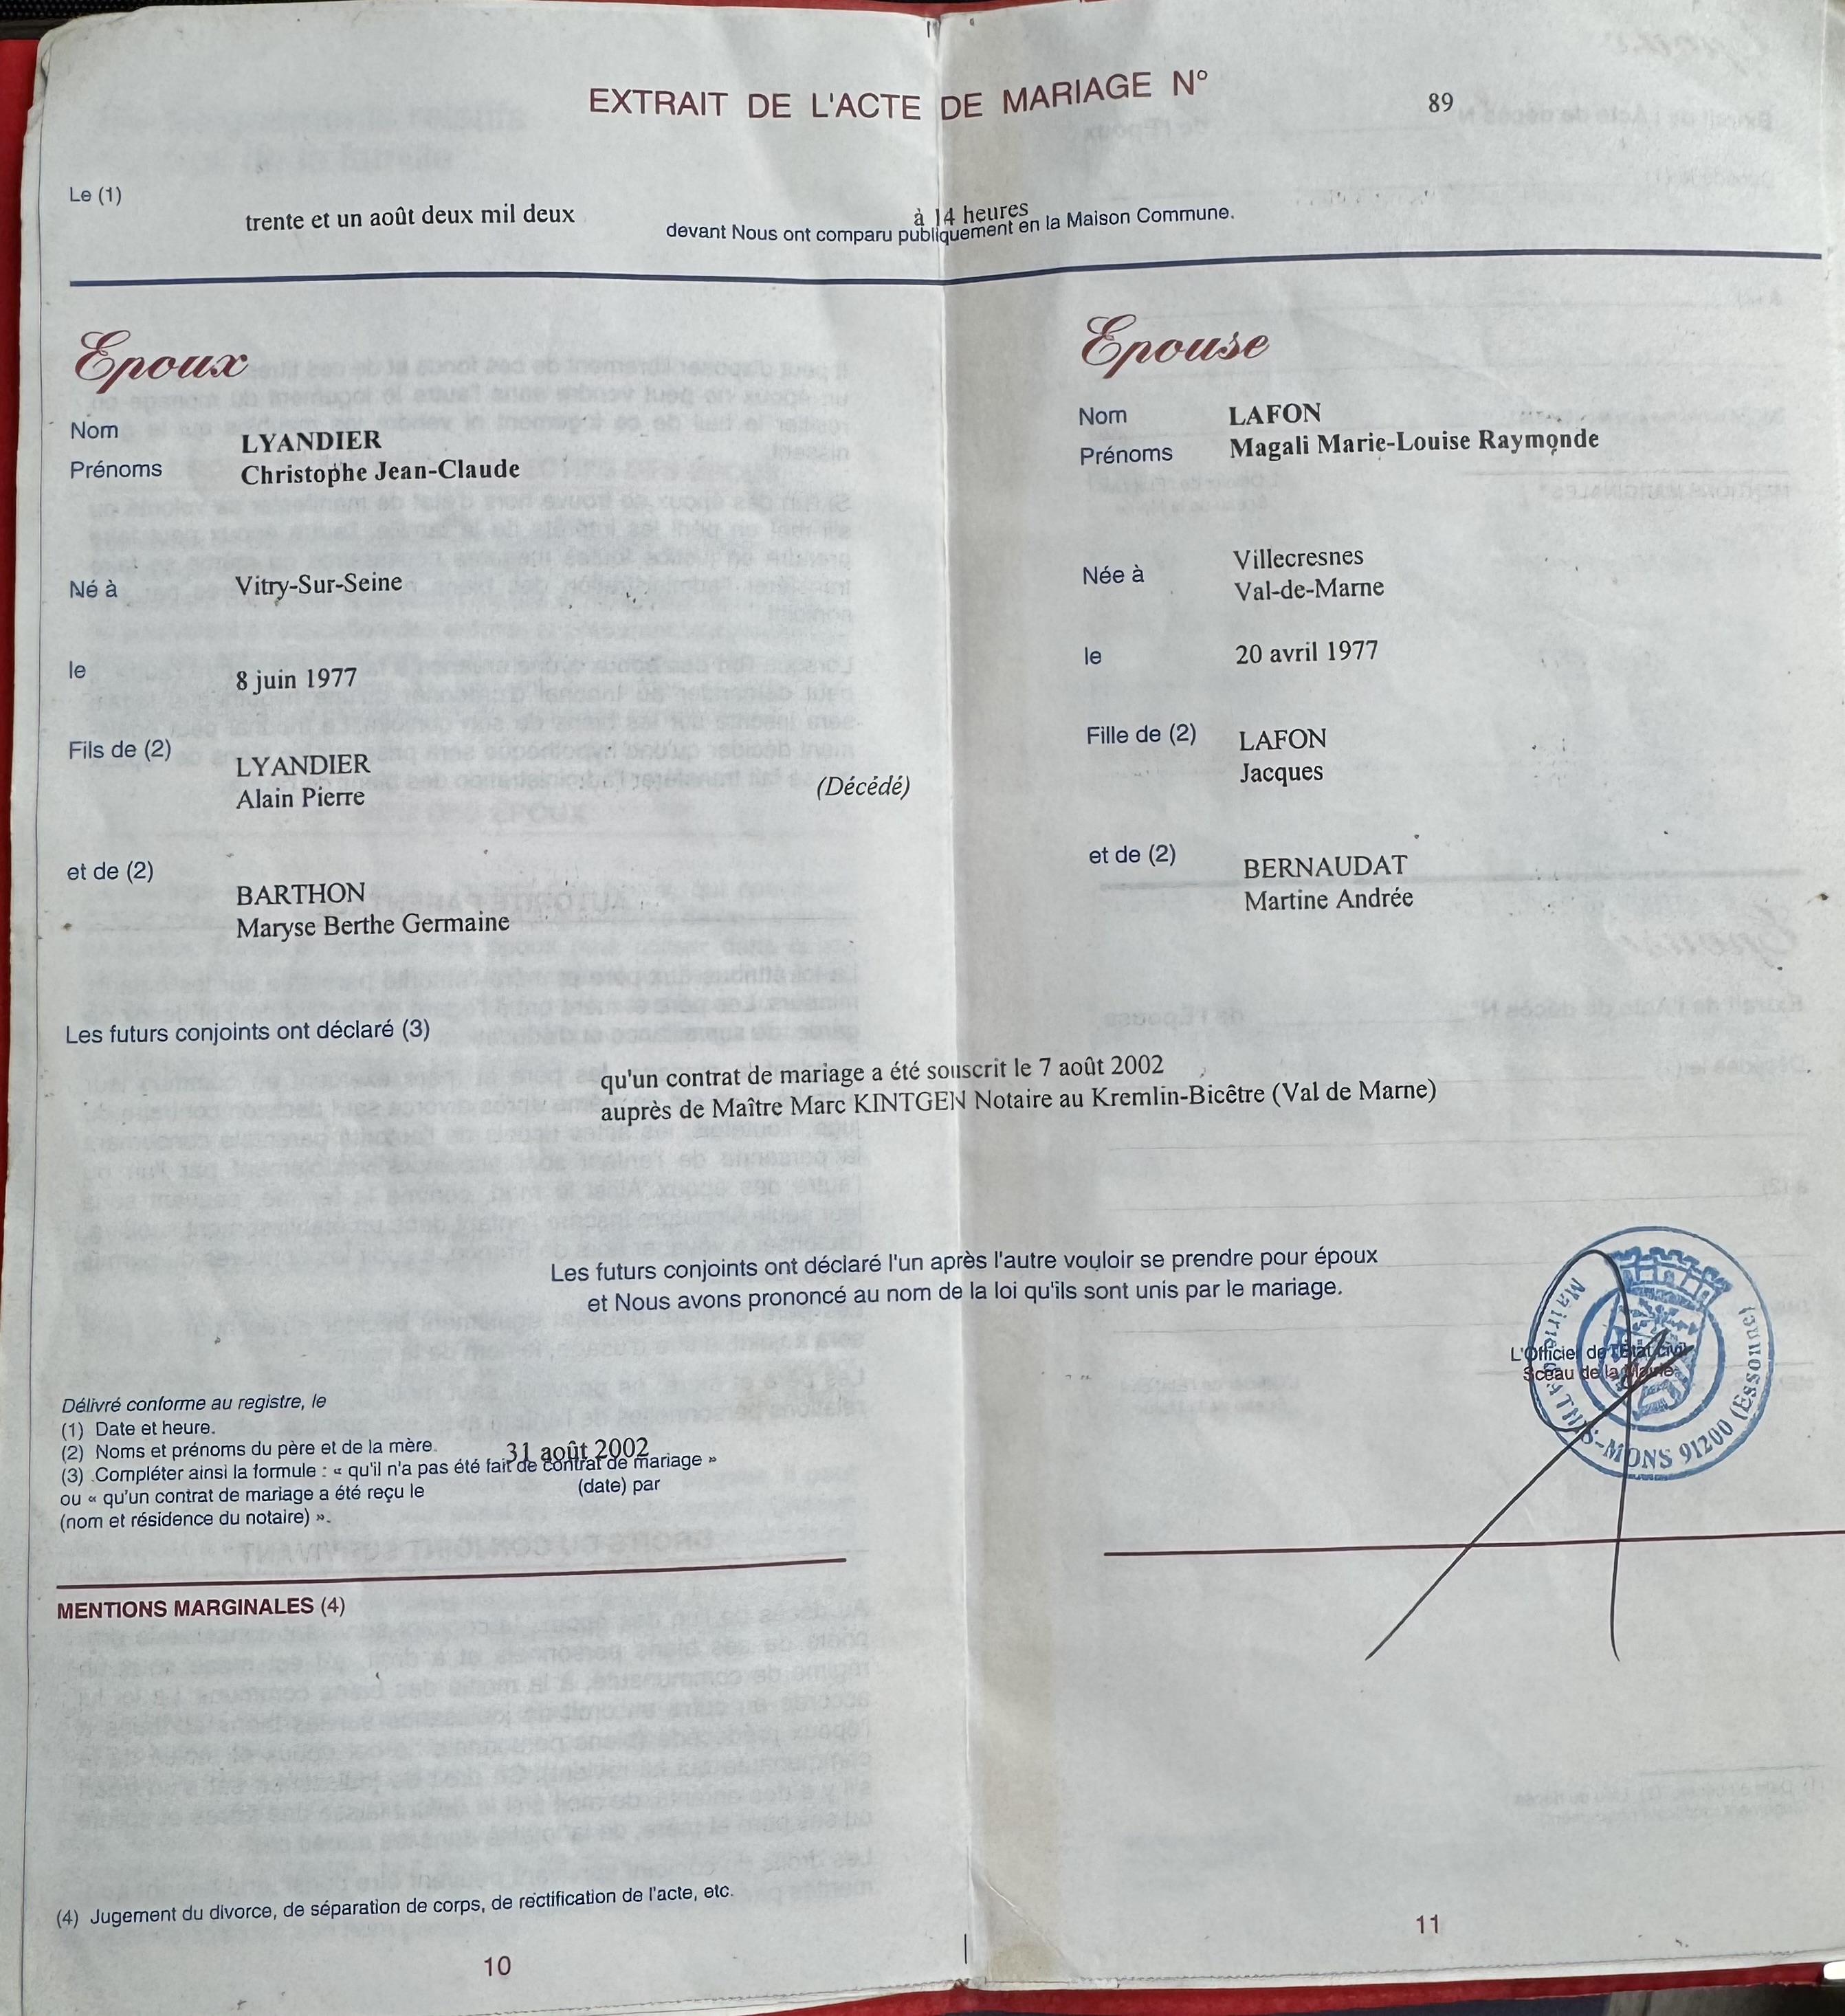 EXTRAIT DE L'ACTE DE MARIAGE N° 89
Le (1)
trente et un août deux mil deux
à 14 heures
devant Nous ont comparu publiquement en la Maison Commune.
Epoux
Nom LYANDIER
Prénoms Christophe Jean-Claude
Né à Vitry-Sur-Seine
le 8 juin 1977
Fils de (2)
LYANDIER
Alain Pierre (Décédé)
et de (2)
BARTHON
Maryse Berthe Germaine
Epouse
Nom LAFON
Prénoms Magali Marie-Louise Raymonde
Née à Villecresnes
Val-de-Marne
le 20 avril 1977
Fille de (2) LAFON
Jacques
et de (2) BERNAUDAT
Martine Andrée
Les futurs conjoints ont déclaré (3)
qu'un contrat de mariage a été souscrit le 7 août 2002
auprès de Maître Marc KINTGEN Notaire au Kremlin-Bicêtre (Val de Marne)
Les futurs conjoints ont déclaré l'un après l'autre vouloir se prendre pour époux
et Nous avons prononcé au nom de la loi qu'ils sont unis par le mariage.
L'Officier de l'État civil
Sceau de la Mairie
Mairie d'ATHIS-MONS 91200 (Essonne)
Délivré conforme au registre, le
(1) Date et heure.
(2) Noms et prénoms du père et de la mère.
31 août 2002
(3) Compléter ainsi la formule : « qu'il n'a pas été fait de contrat de mariage »
ou « qu'un contrat de mariage a été reçu le (date) par
(nom et résidence du notaire) ».
MENTIONS MARGINALES (4)
(4) Jugement du divorce, de séparation de corps, de rectification de l'acte, etc.
10
11